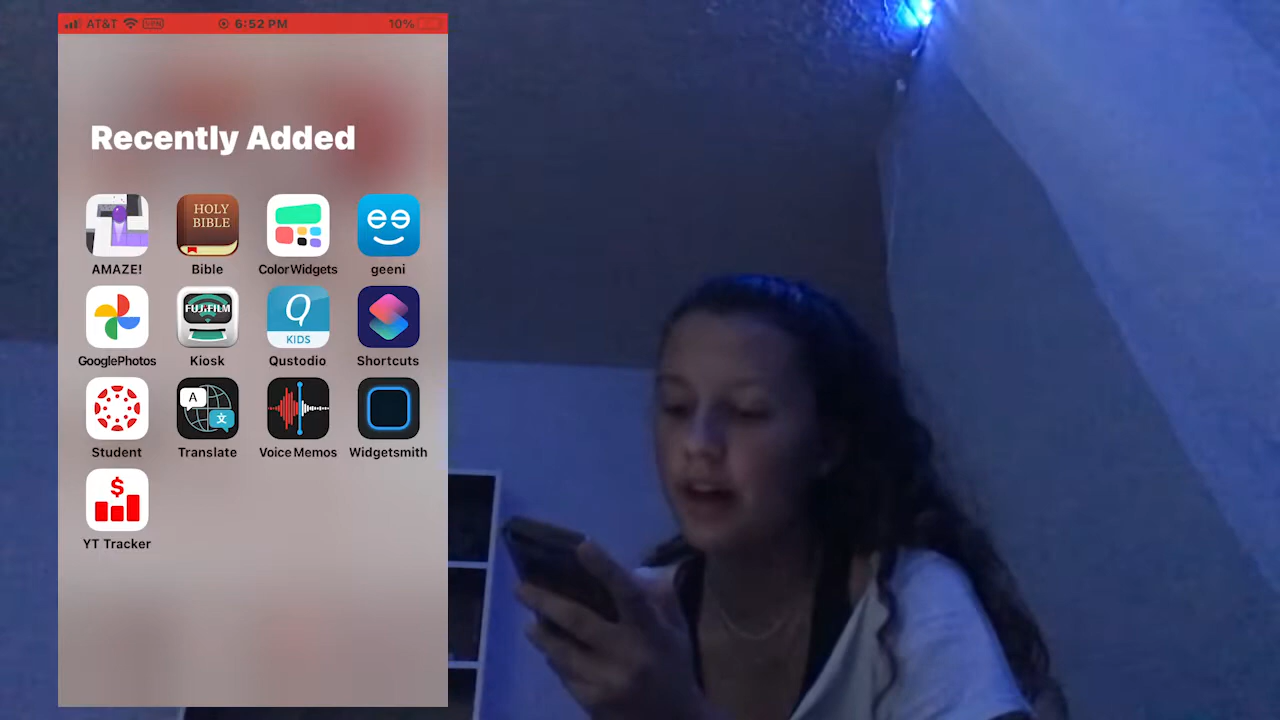 AT&T VPN 6:52 PM 10%
Recently Added
HOLY
BIBLE
AMAZE! Bible ColorWidgets geeni
FUJIFILM Q
KIDS
GooglePhotos Kiosk Qustodio Shortcuts
A 文
Student Translate Voice Memos Widgetsmith
$
YT Tracker